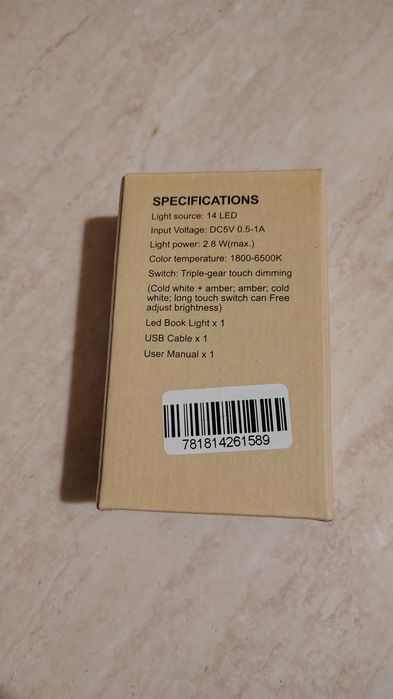 SPECIFICATIONS
Light source: 14 LED
Input Voltage: DC5V 0.5-1A
Light power: 2.8 W(max.)
Color temperature: 1800-6500K
Switch: Triple-gear touch dimming
(Cold white + amber; amber; cold
white; long touch switch can Free
adjust brightness)
Led Book Light x 1
USB Cable x 1
User Manual x 1
781814261589